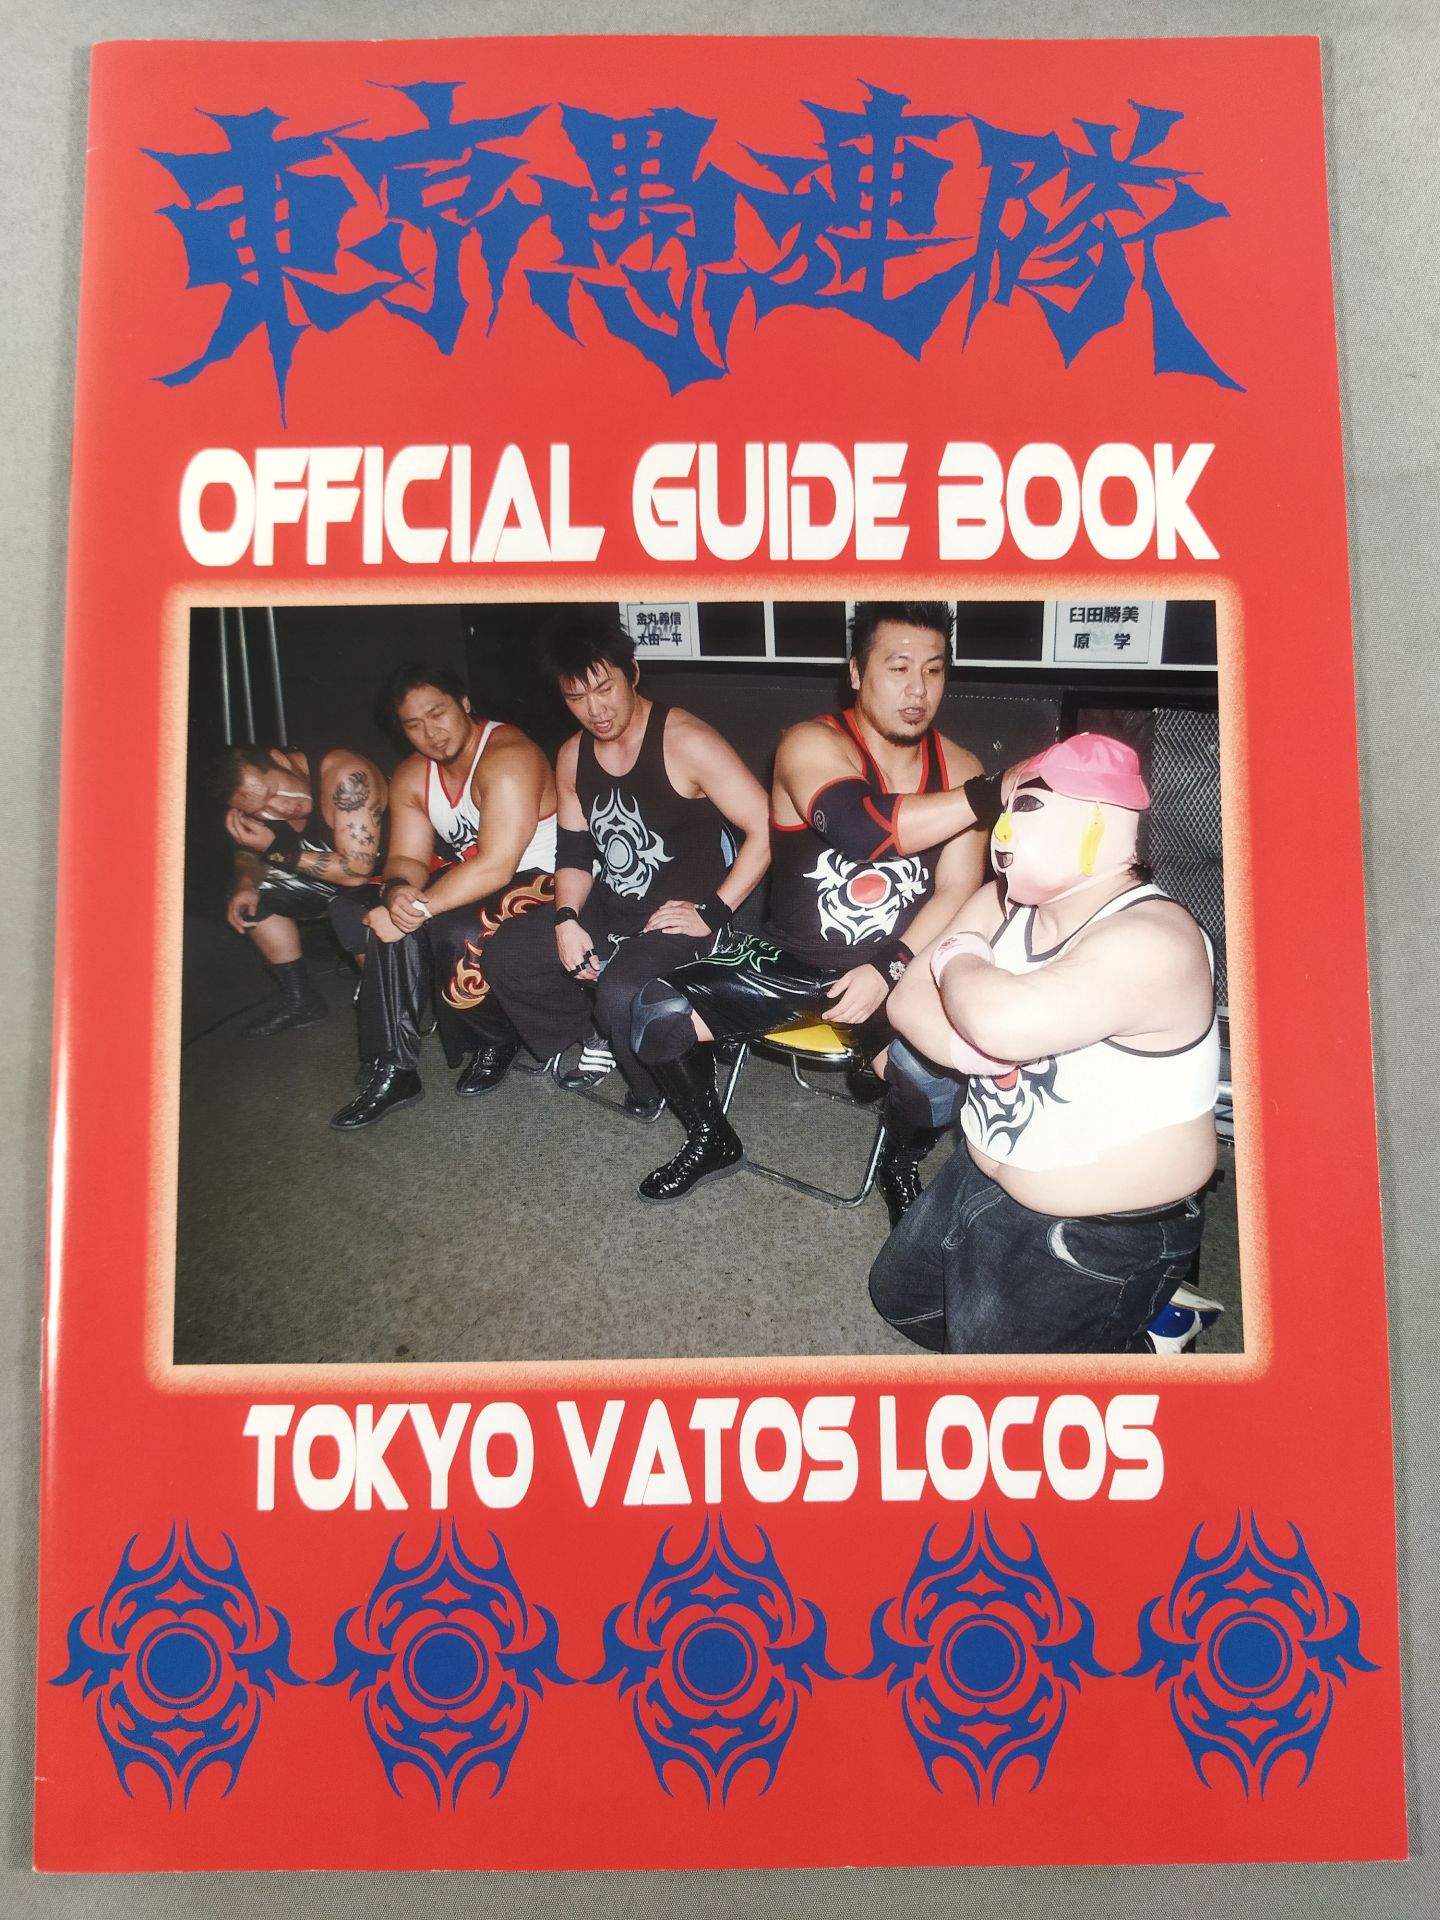 東京愚連隊
OFFICIAL GUIDE BOOK
金丸義信
太田一平
臼田勝美
原 学
TOKYO VATOS LOCOS